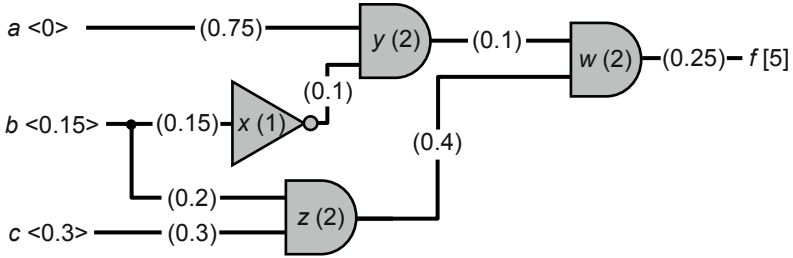 a <0> (0.75) y (2) (0.1) w (2) (0.25) f [5]
(0.1)
b <0.15> (0.15) x (1)
(0.4)
(0.2)
z (2)
c <0.3> (0.3)